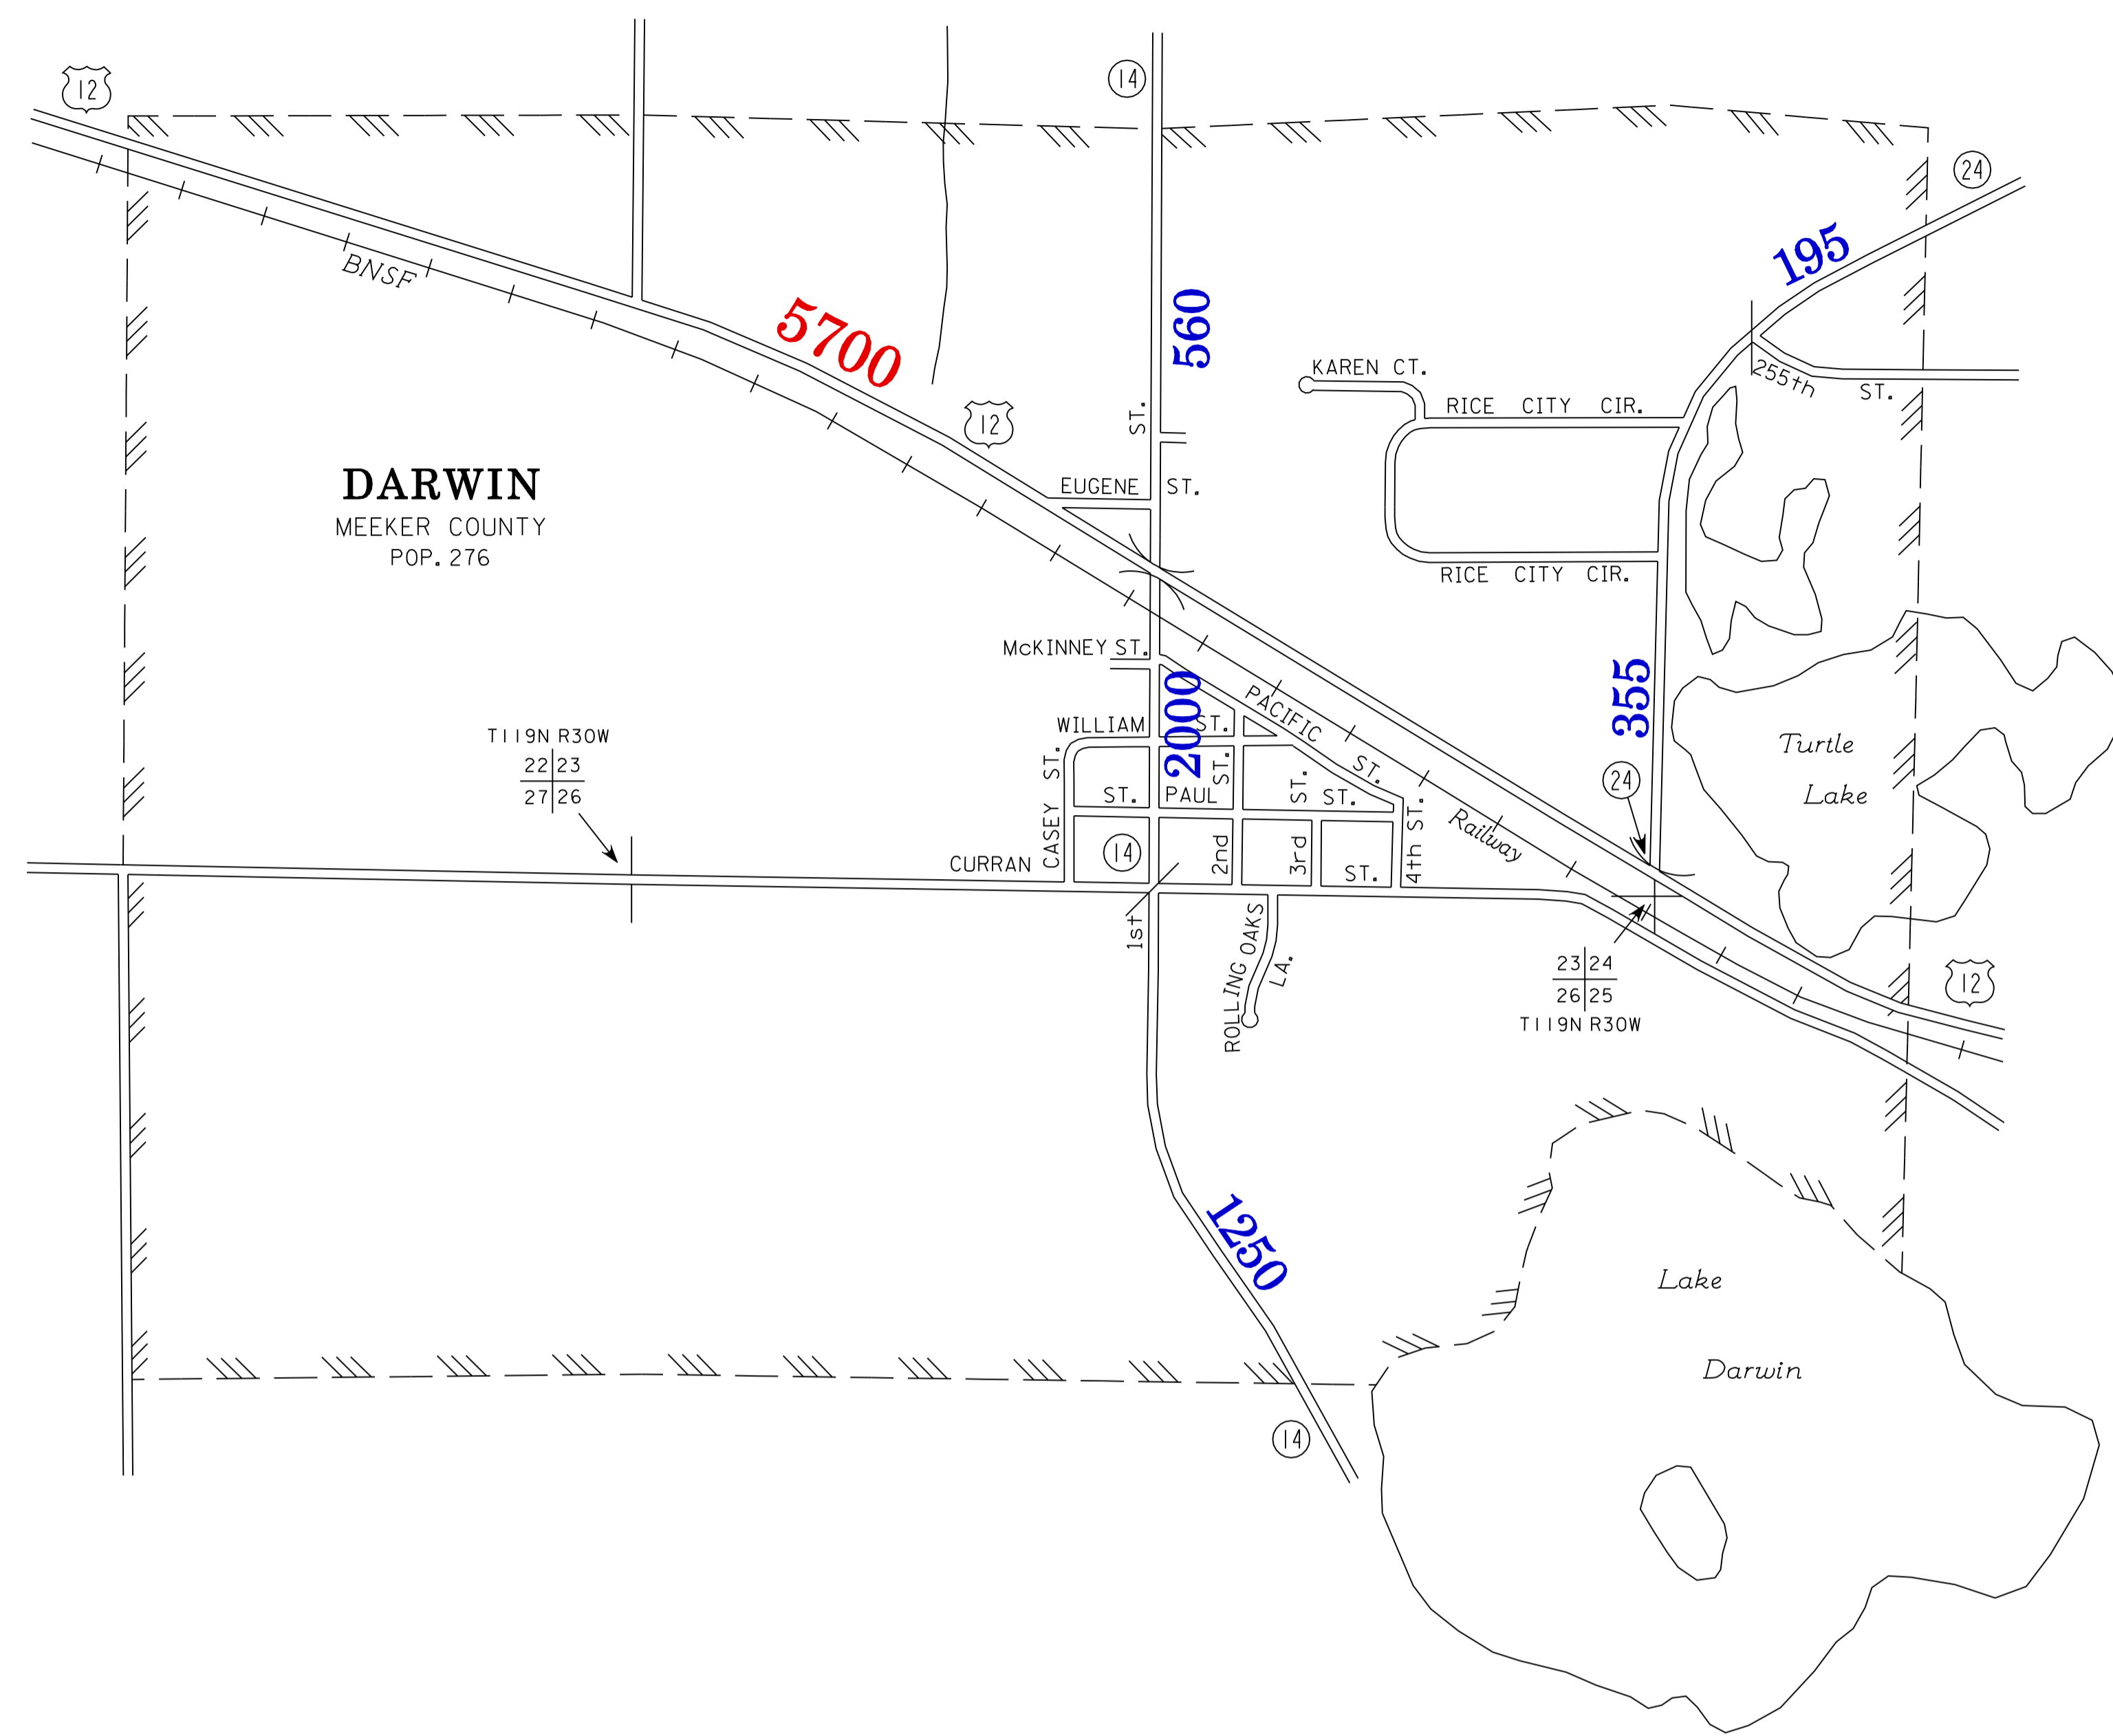 12
14
24
195
BNSF
5700
560
KAREN CT.
255th ST.
12
ST.
RICE CITY CIR.
DARWIN
MEEKER COUNTY
POP. 276
EUGENE ST.
RICE CITY CIR.
McKINNEY ST.
2000
355
PACIFIC ST.
WILLIAM ST.
T119N R30W
22 23
27 26
Turtle
Lake
24
CASEY ST.
ST.
ST.
PAUL ST.
ST.
14
Railway
CURRAN ST.
2nd
3rd
4th ST.
1st
ROLLING OAKS LA.
23 24
26 25
T119N R30W
12
1250
Lake
Darwin
14